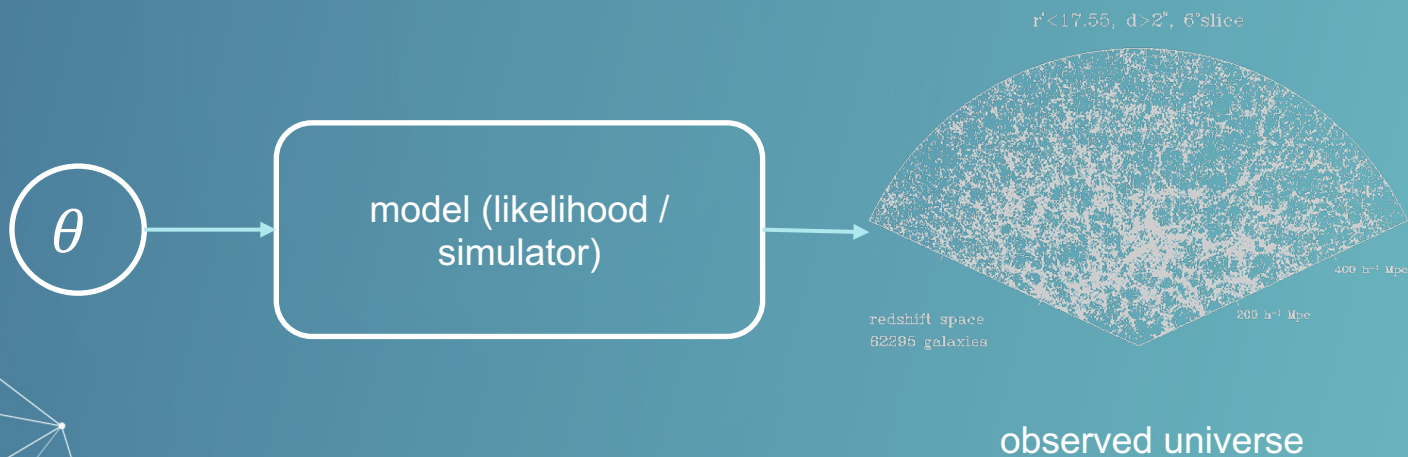 r'<17.55, d>2", 6°slice
θ
model (likelihood /
simulator)
400 h⁻¹ Mpc
200 h⁻¹ Mpc
redshift space
62295 galaxies
observed universe